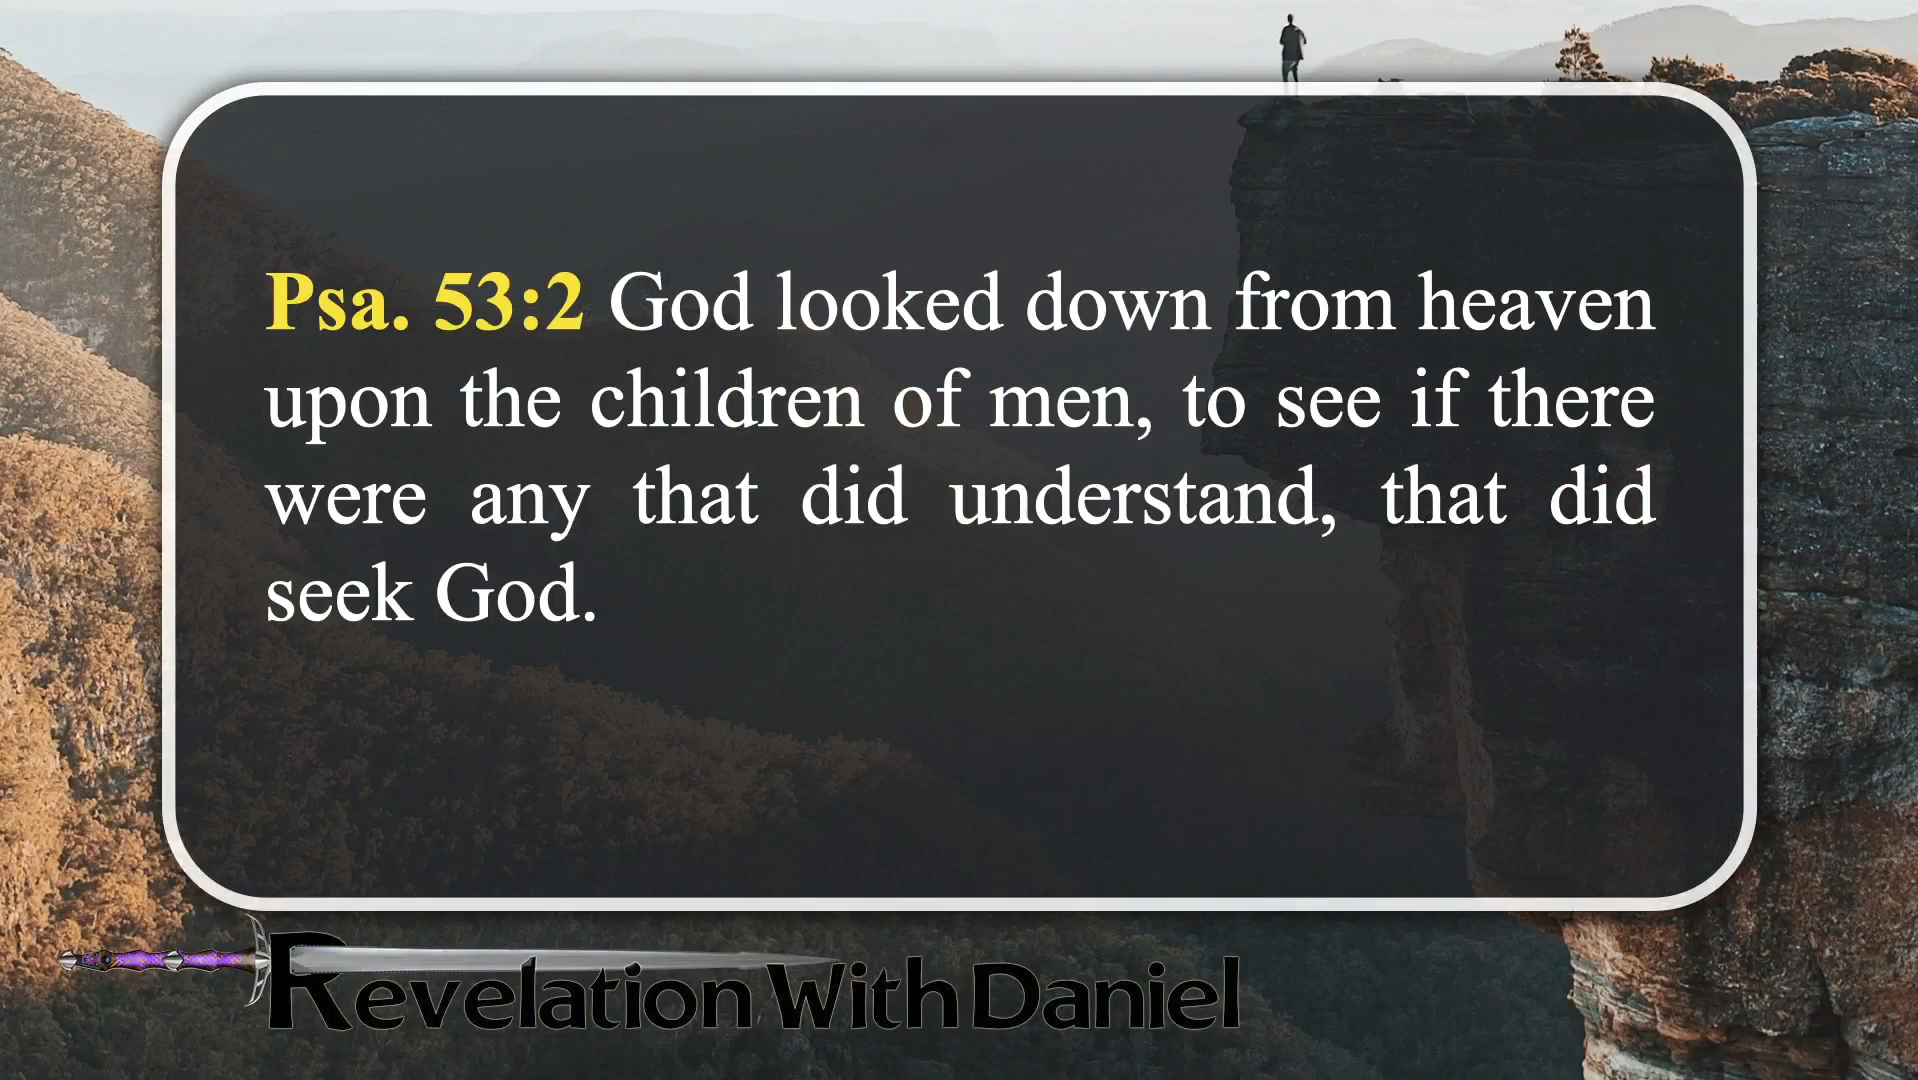 Psa. 53:2 God looked down from heaven
upon the children of men, to see if there
were any that did understand, that did
seek God.
Revelation With Daniel